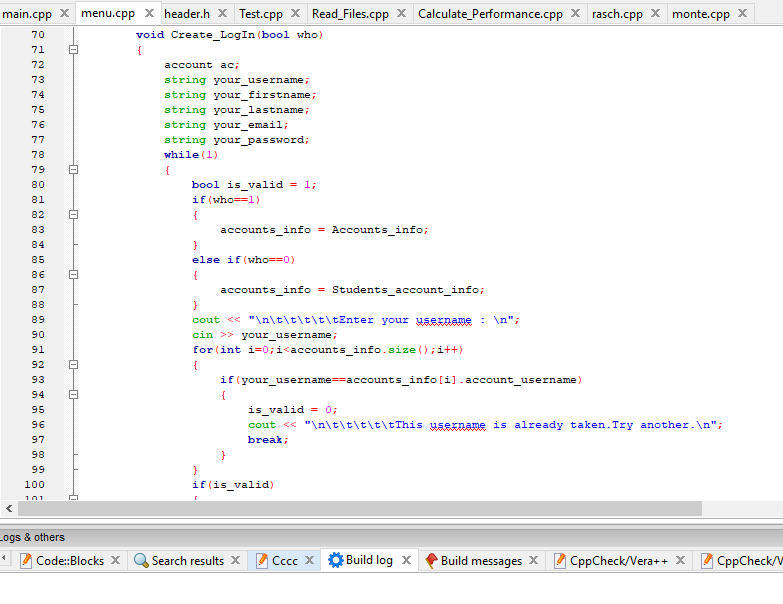 main.cpp X menu.cpp X header.h X Test.cpp X Read_Files.cpp X Calculate_Performance.cpp X rasch.cpp X monte.cpp X
70 void Create_LogIn(bool who)
71 {
72 account ac;
73 string your_username;
74 string your_firstname;
75 string your_lastname;
76 string your_email;
77 string your_password;
78 while(1)
79 {
80 bool is_valid = 1;
81 if(who==1)
82 {
83 accounts_info = Accounts_info;
84 }
85 else if(who==0)
86 {
87 accounts_info = Students_account_info;
88 }
89 cout << "\n\t\t\t\t\tEnter your username : \n";
90 cin >> your_username;
91 for(int i=0;i<accounts_info.size();i++)
92 {
93 if(your_username==accounts_info[i].account_username)
94 {
95 is_valid = 0;
96 cout << "\n\t\t\t\t\tThis username is already taken.Try another.\n";
97 break;
98 }
99 }
100 if(is_valid)
101 {
Logs & others
Code::Blocks X Search results X Cccc X Build log X Build messages X CppCheck/Vera++ X CppCheck/V